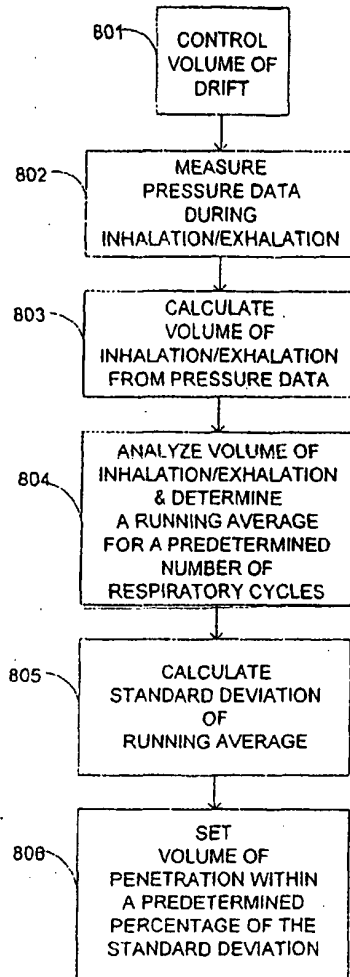 801
CONTROL
VOLUME OF
DRIFT
802
MEASURE
PRESSURE DATA
DURING
INHALATION/EXHALATION
803
CALCULATE
VOLUME OF
INHALATION/EXHALATION
FROM PRESSURE DATA
804
ANALYZE VOLUME OF
INHALATION/EXHALATION
& DETERMINE
A RUNNING AVERAGE
FOR A PREDETERMINED
NUMBER OF
RESPIRATORY CYCLES
805
CALCULATE
STANDARD DEVIATION
OF
RUNNING AVERAGE
806
SET
VOLUME OF
PENETRATION WITHIN
A PREDETERMINED
PERCENTAGE OF THE
STANDARD DEVIATION